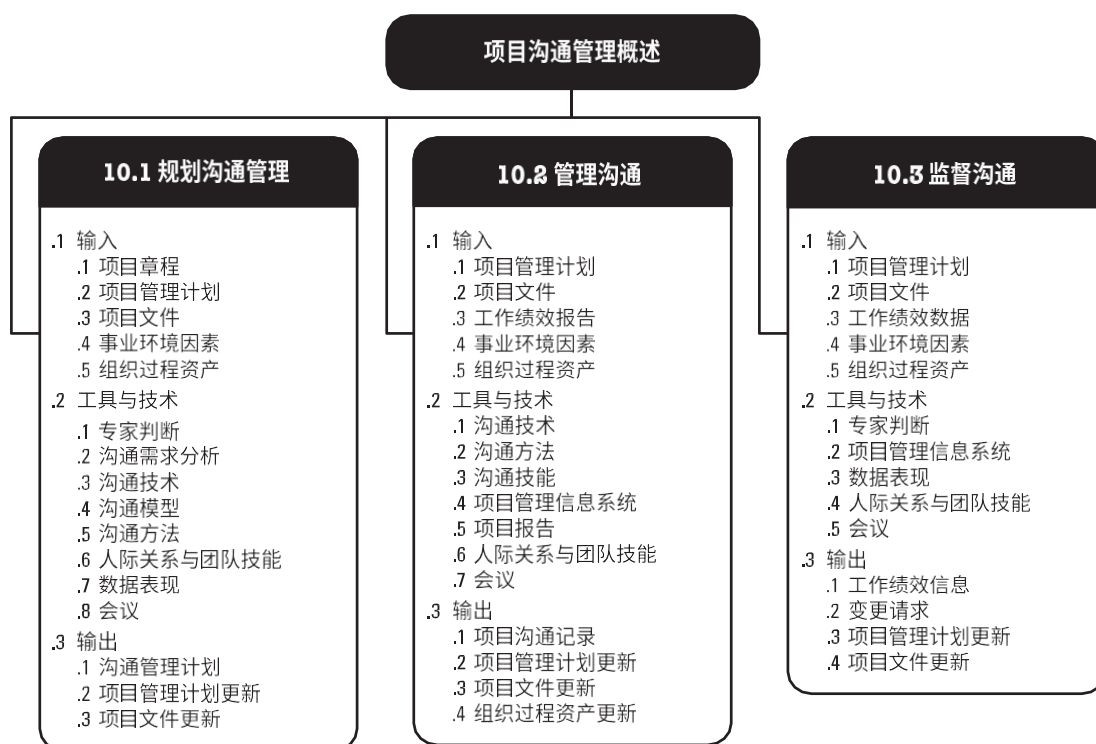 项目沟通管理概述
10.1 规划沟通管理
.1 输入
.1 项目章程
.2 项目管理计划
.3 项目文件
.4 事业环境因素
.5 组织过程资产
.2 工具与技术
.1 专家判断
.2 沟通需求分析
.3 沟通技术
.4 沟通模型
.5 沟通方法
.6 人际关系与团队技能
.7 数据表现
.8 会议
.3 输出
.1 沟通管理计划
.2 项目管理计划更新
.3 项目文件更新
10.2 管理沟通
.1 输入
.1 项目管理计划
.2 项目文件
.3 工作绩效报告
.4 事业环境因素
.5 组织过程资产
.2 工具与技术
.1 沟通技术
.2 沟通方法
.3 沟通技能
.4 项目管理信息系统
.5 项目报告
.6 人际关系与团队技能
.7 会议
.3 输出
.1 项目沟通记录
.2 项目管理计划更新
.3 项目文件更新
.4 组织过程资产更新
10.3 监督沟通
.1 输入
.1 项目管理计划
.2 项目文件
.3 工作绩效数据
.4 事业环境因素
.5 组织过程资产
.2 工具与技术
.1 专家判断
.2 项目管理信息系统
.3 数据表现
.4 人际关系与团队技能
.5 会议
.3 输出
.1 工作绩效信息
.2 变更请求
.3 项目管理计划更新
.4 项目文件更新